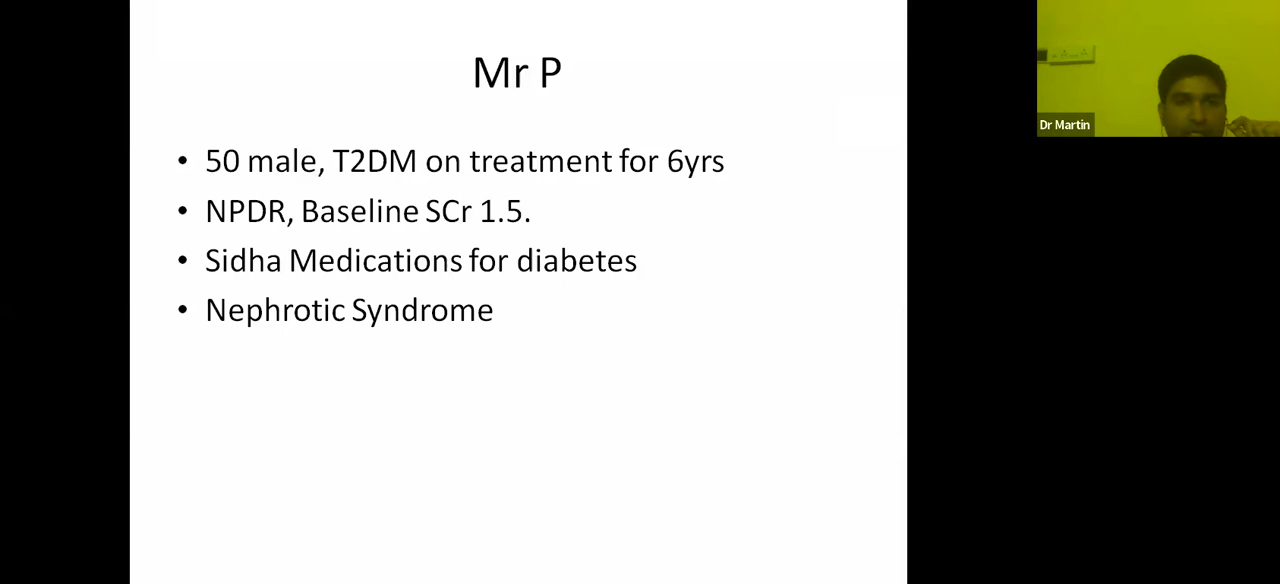 Mr P
• 50 male, T2DM on treatment for 6yrs
• NPDR, Baseline SCr 1.5.
• Sidha Medications for diabetes
• Nephrotic Syndrome
Dr Martin